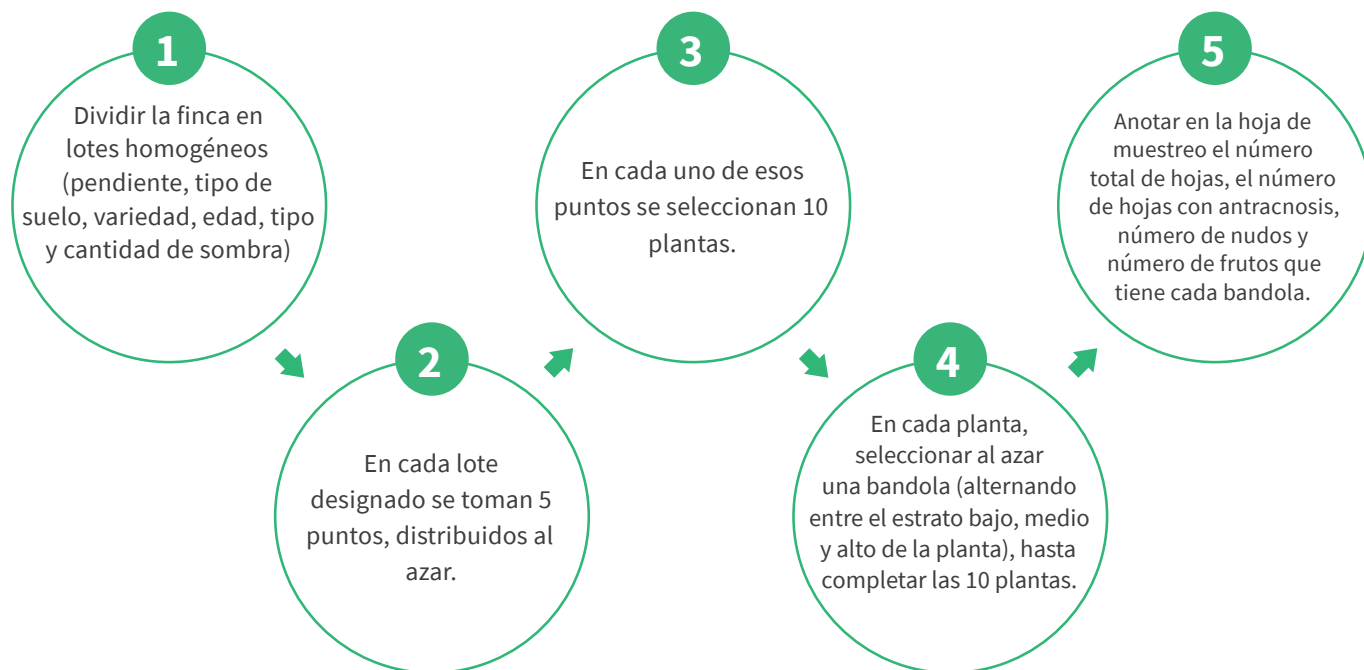 1
Dividir la finca en
lotes homogéneos
(pendiente, tipo de
suelo, variedad, edad, tipo
y cantidad de sombra)
2
En cada lote
designado se toman 5
puntos, distribuidos al
azar.
3
En cada uno de esos
puntos se seleccionan 10
plantas.
4
En cada planta,
seleccionar al azar
una bandola (alternando
entre el estrato bajo, medio
y alto de la planta), hasta
completar las 10 plantas.
5
Anotar en la hoja de
muestreo el número
total de hojas, el número
de hojas con antracnosis,
número de nudos y
número de frutos que
tiene cada bandola.